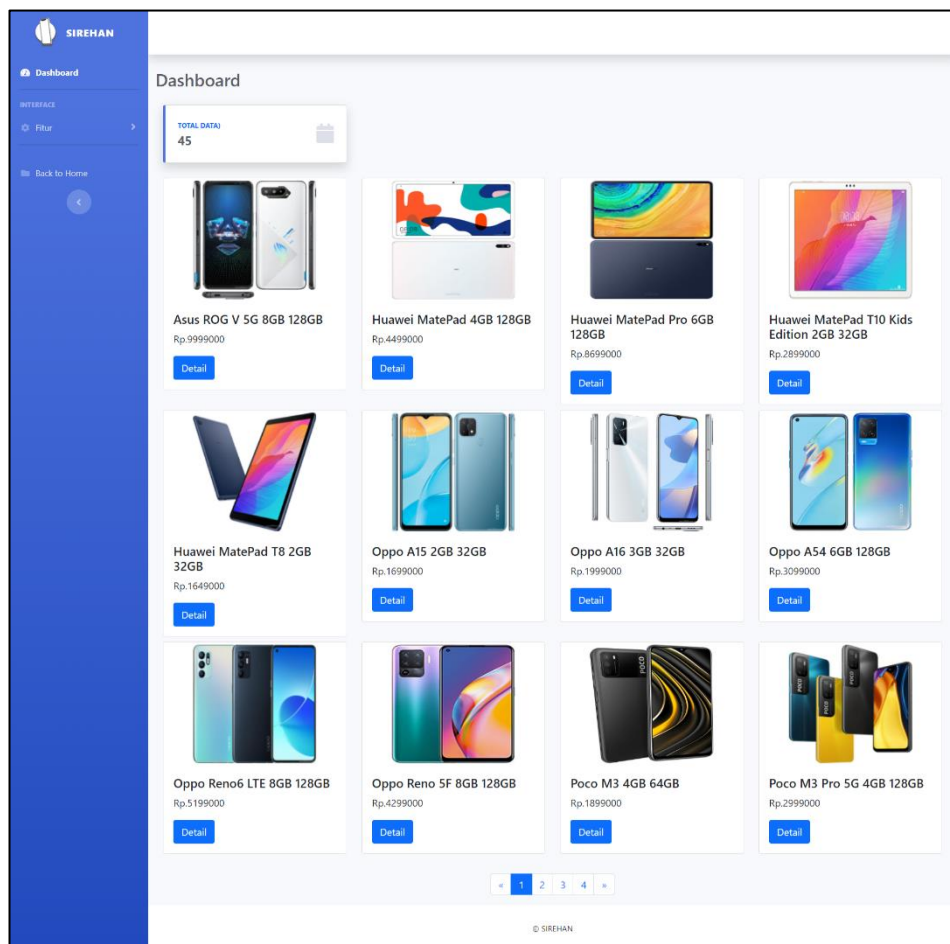 SIREHAN
Dashboard
INTERFACE
Fitur
Back to Home
Dashboard
TOTAL DATA)
45
Asus ROG V 5G 8GB 128GB
Rp.9999000
Detail
Huawei MatePad 4GB 128GB
Rp.4499000
Detail
Huawei MatePad Pro 6GB
128GB
Rp.8699000
Detail
Huawei MatePad T10 Kids
Edition 2GB 32GB
Rp.2899000
Detail
Huawei MatePad T8 2GB
32GB
Rp.1649000
Detail
Oppo A15 2GB 32GB
Rp.1699000
Detail
Oppo A16 3GB 32GB
Rp.1999000
Detail
Oppo A54 6GB 128GB
Rp.3099000
Detail
Oppo Reno6 LTE 8GB 128GB
Rp.5199000
Detail
Oppo Reno 5F 8GB 128GB
Rp.4299000
Detail
POCO
Poco M3 4GB 64GB
Rp.1899000
Detail
POCO
POCO
POCO
Poco M3 Pro 5G 4GB 128GB
Rp.2999000
Detail
« 1 2 3 4 »
© SIREHAN